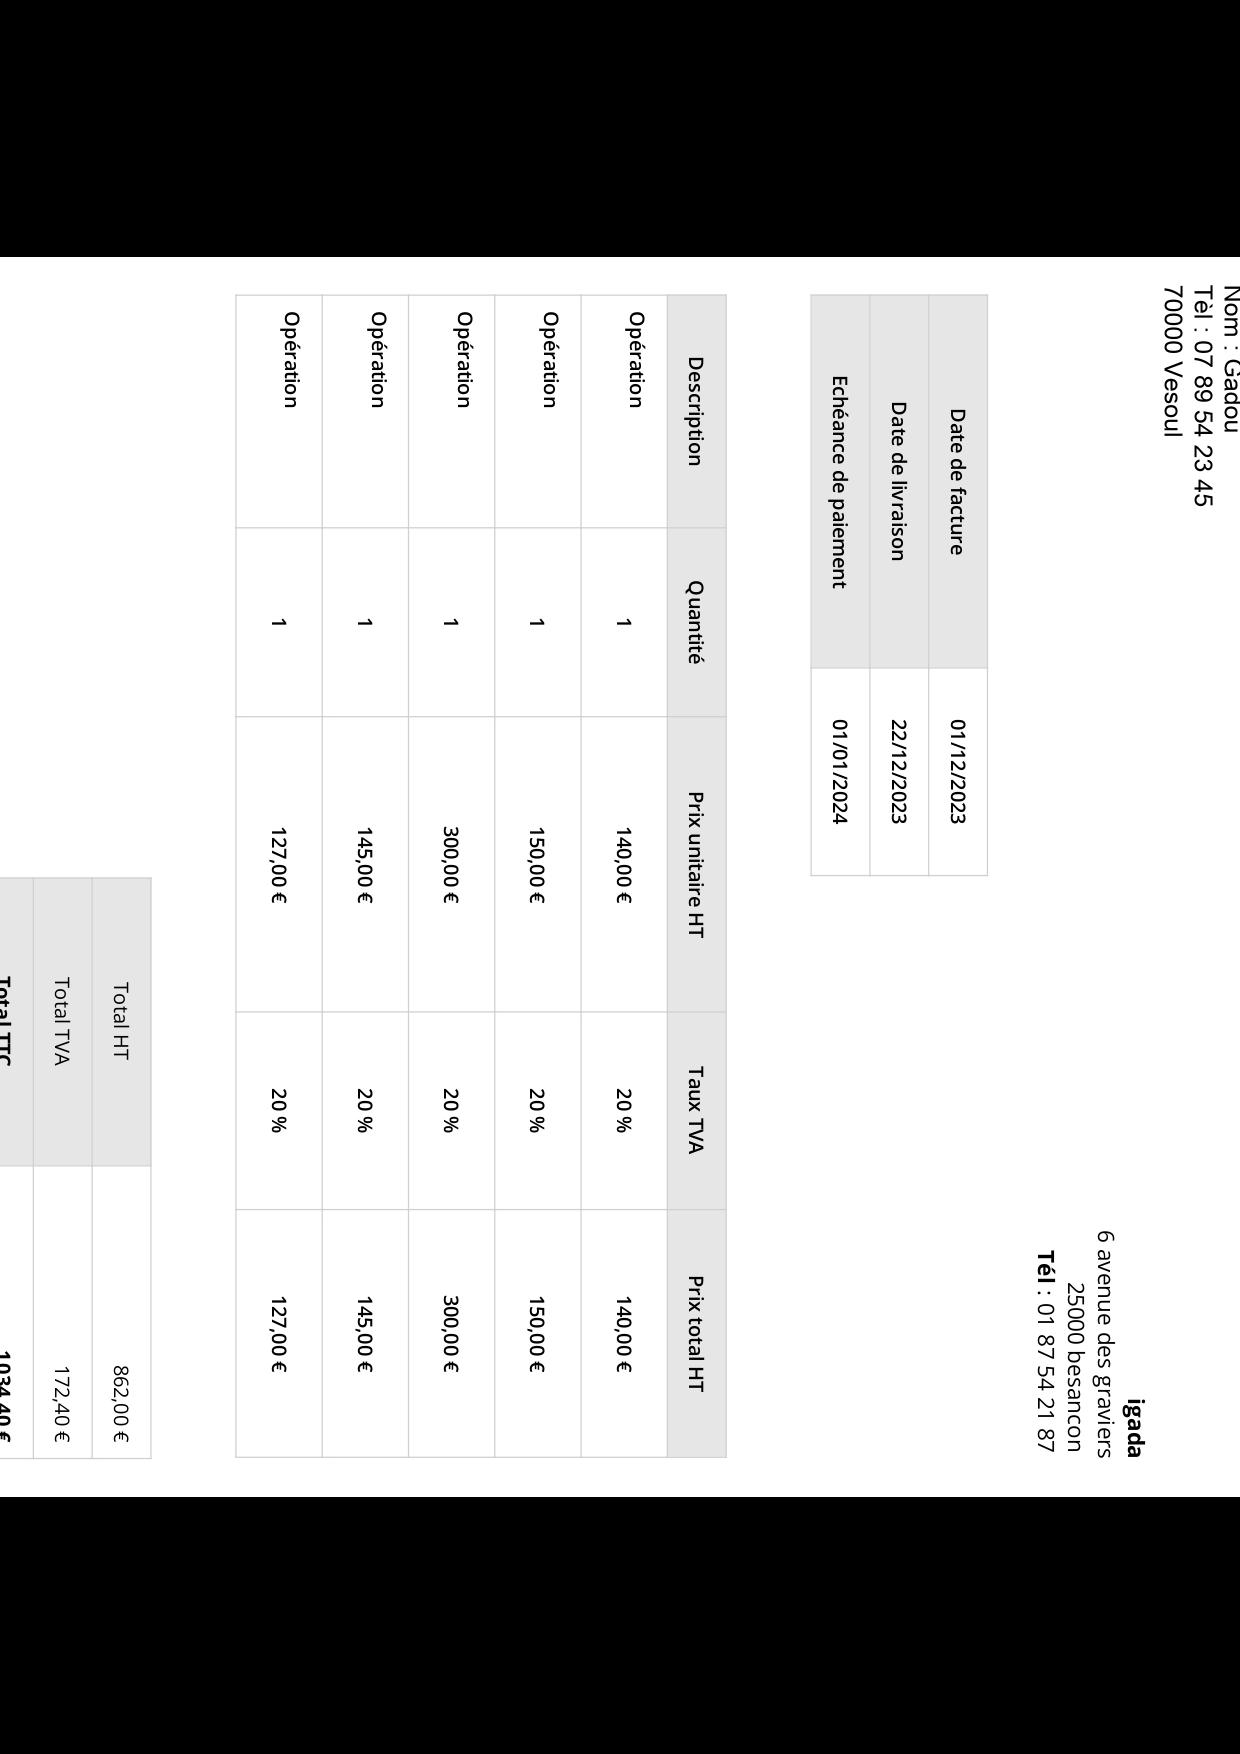 Nom : Gadou
Tèl : 07 89 54 23 45
70000 Vesoul
igada
6 avenue des graviers
25000 besancon
Tél : 01 87 54 21 87
Date de facture 01/12/2023
Date de livraison 22/12/2023
Echéance de paiement 01/01/2024
Description Quantité Prix unitaire HT Taux TVA Prix total HT
Opération 1 140,00 € 20 % 140,00 €
Opération 1 150,00 € 20 % 150,00 €
Opération 1 300,00 € 20 % 300,00 €
Opération 1 145,00 € 20 % 145,00 €
Opération 1 127,00 € 20 % 127,00 €
Total HT 862,00 €
Total TVA 172,40 €
Total TTC 1034,40 €